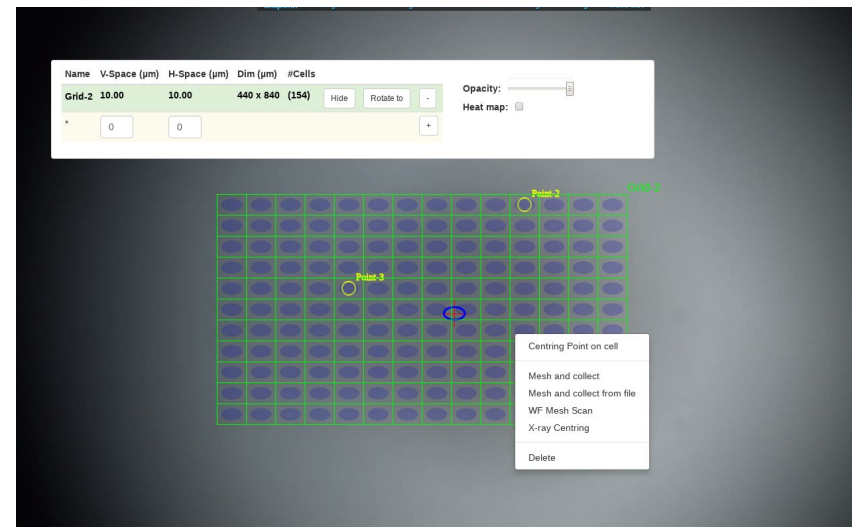 Name V-Space (µm) H-Space (µm) Dim (µm) #Cells
Grid-2 10.00 10.00 440 x 840 (154) Hide Rotate to -
* 0 0 +
Opacity:
Heat map:
Point-2
Point-3
Centring Point on cell
Mesh and collect
Mesh and collect from file
WF Mesh Scan
X-ray Centring
Delete